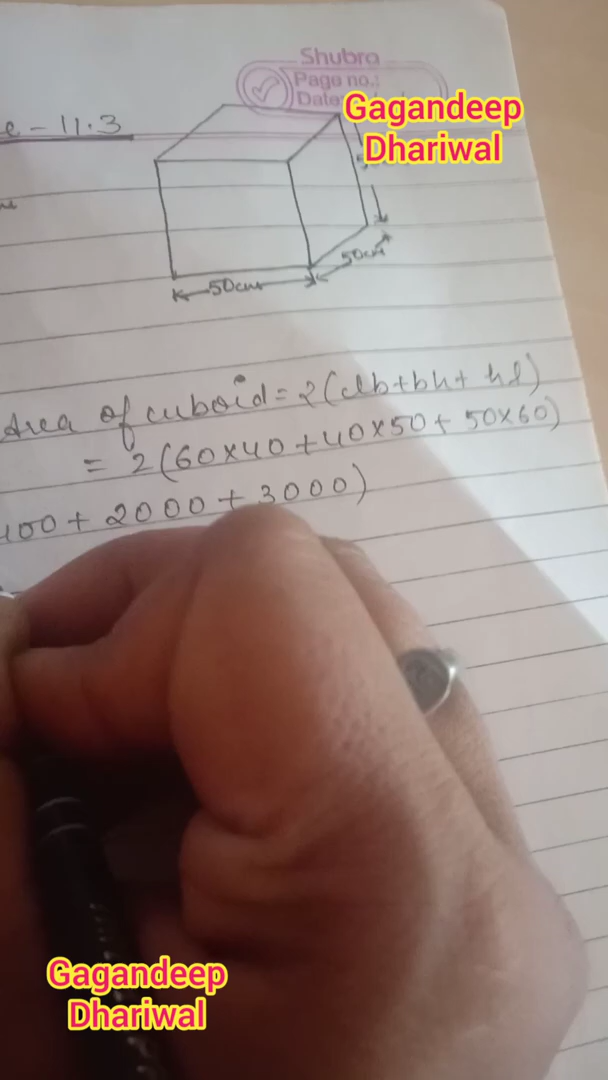 Shubra
Page no.:
Date:
Gagandeep
Dhariwal
e - 11.3
50cm
50cm
Area of cuboid = 2(lb+bh+ hl)
= 2(60×40 + 40×50 + 50×60)
400 + 2000 + 3000)
Gagandeep
Dhariwal